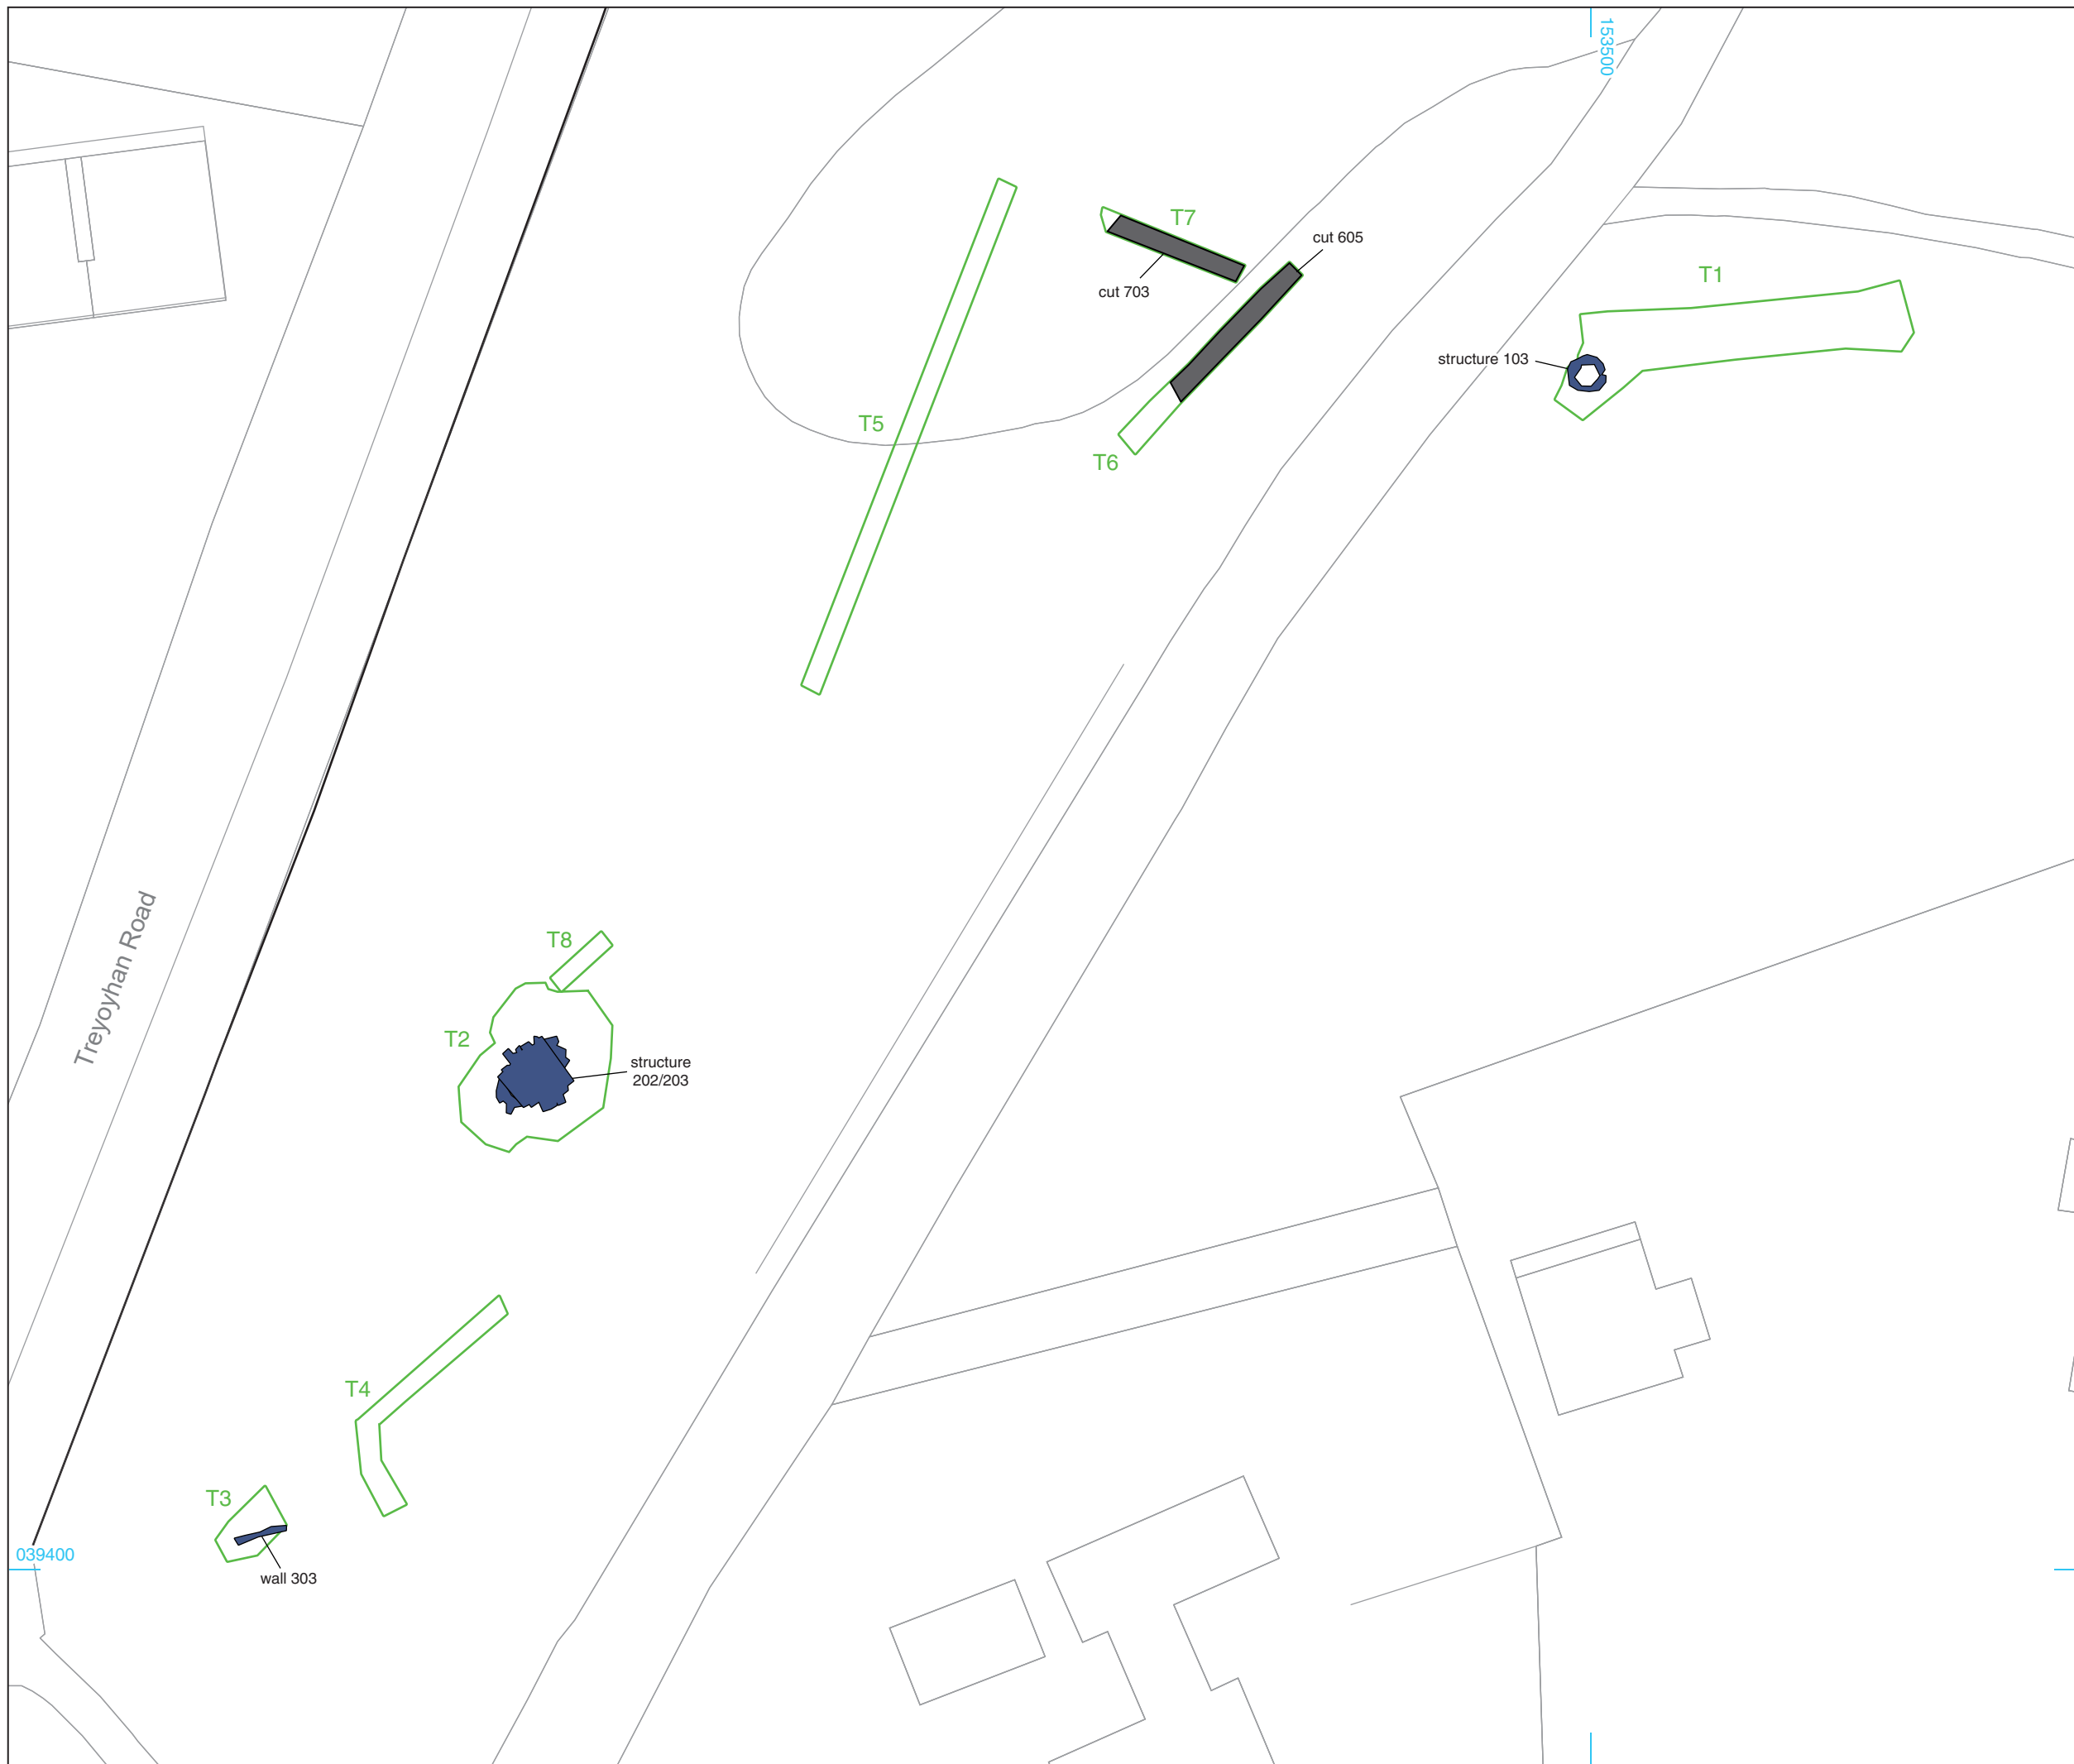 153500
T7
cut 605
T1
cut 703
structure 103
T5
T6
Treyoyhan Road
T8
T2
structure
202/203
T4
T3
039400
wall 303